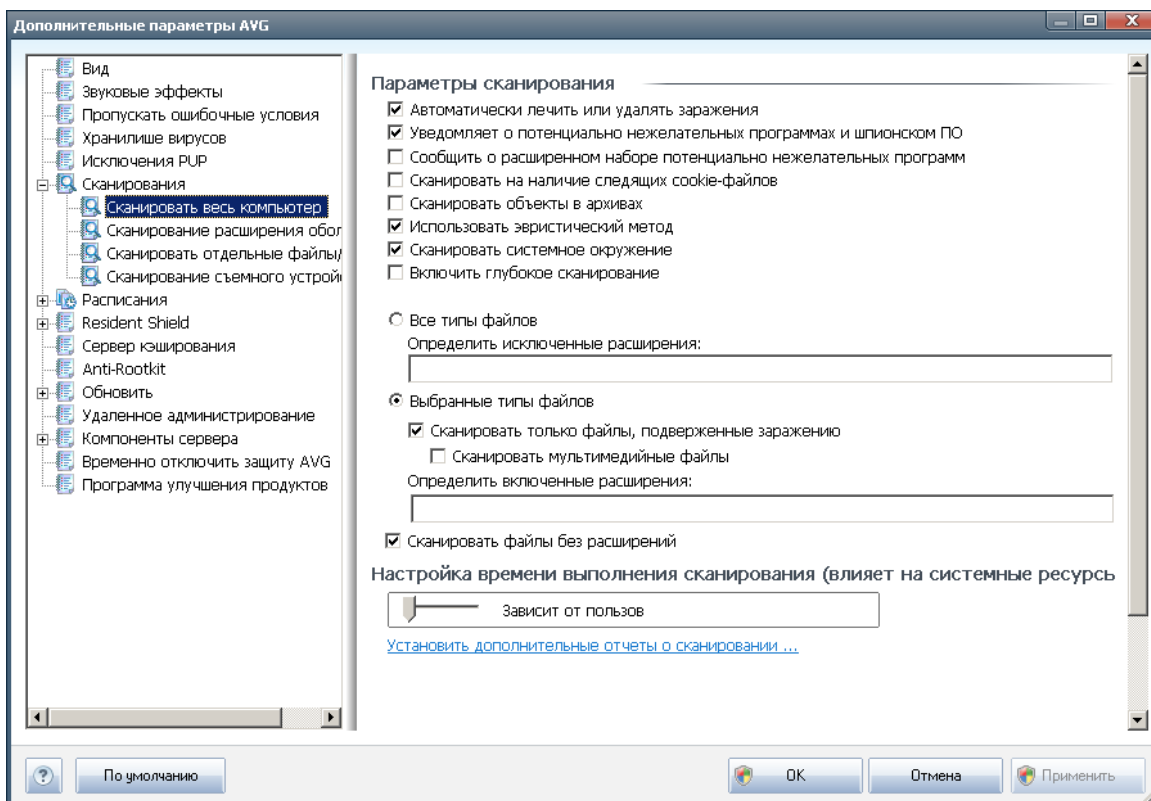 Дополнительные параметры AVG
Вид
Звуковые эффекты
Пропускать ошибочные условия
Хранилише вирусов
Исключения PUP
Сканирования
Сканировать весь компьютер
Сканирование расширения обол
Сканировать отдельные файлы/
Сканирование съемного устрой
Расписания
Resident Shield
Сервер кэширования
Anti-Rootkit
Обновить
Удаленное администрирование
Компоненты сервера
Временно отключить защиту AVG
Программа улучшения продуктов
Параметры сканирования
Автоматически лечить или удалять заражения
Уведомляет о потенциально нежелательных программах и шпионском ПО
Сообщить о расширенном наборе потенциально нежелательных программ
Сканировать на наличие следящих cookie-файлов
Сканировать объекты в архивах
Использовать эвристический метод
Сканировать системное окружение
Включить глубокое сканирование
Все типы файлов
Определить исключенные расширения:
Выбранные типы файлов
Сканировать только файлы, подверженные заражению
Сканировать мультимедийные файлы
Определить включенные расширения:
Сканировать файлы без расширений
Настройка времени выполнения сканирования (влияет на системные ресурсь
Зависит от пользов
Установить дополнительные отчеты о сканировании ...
? По умолчанию OK Отмена Применить